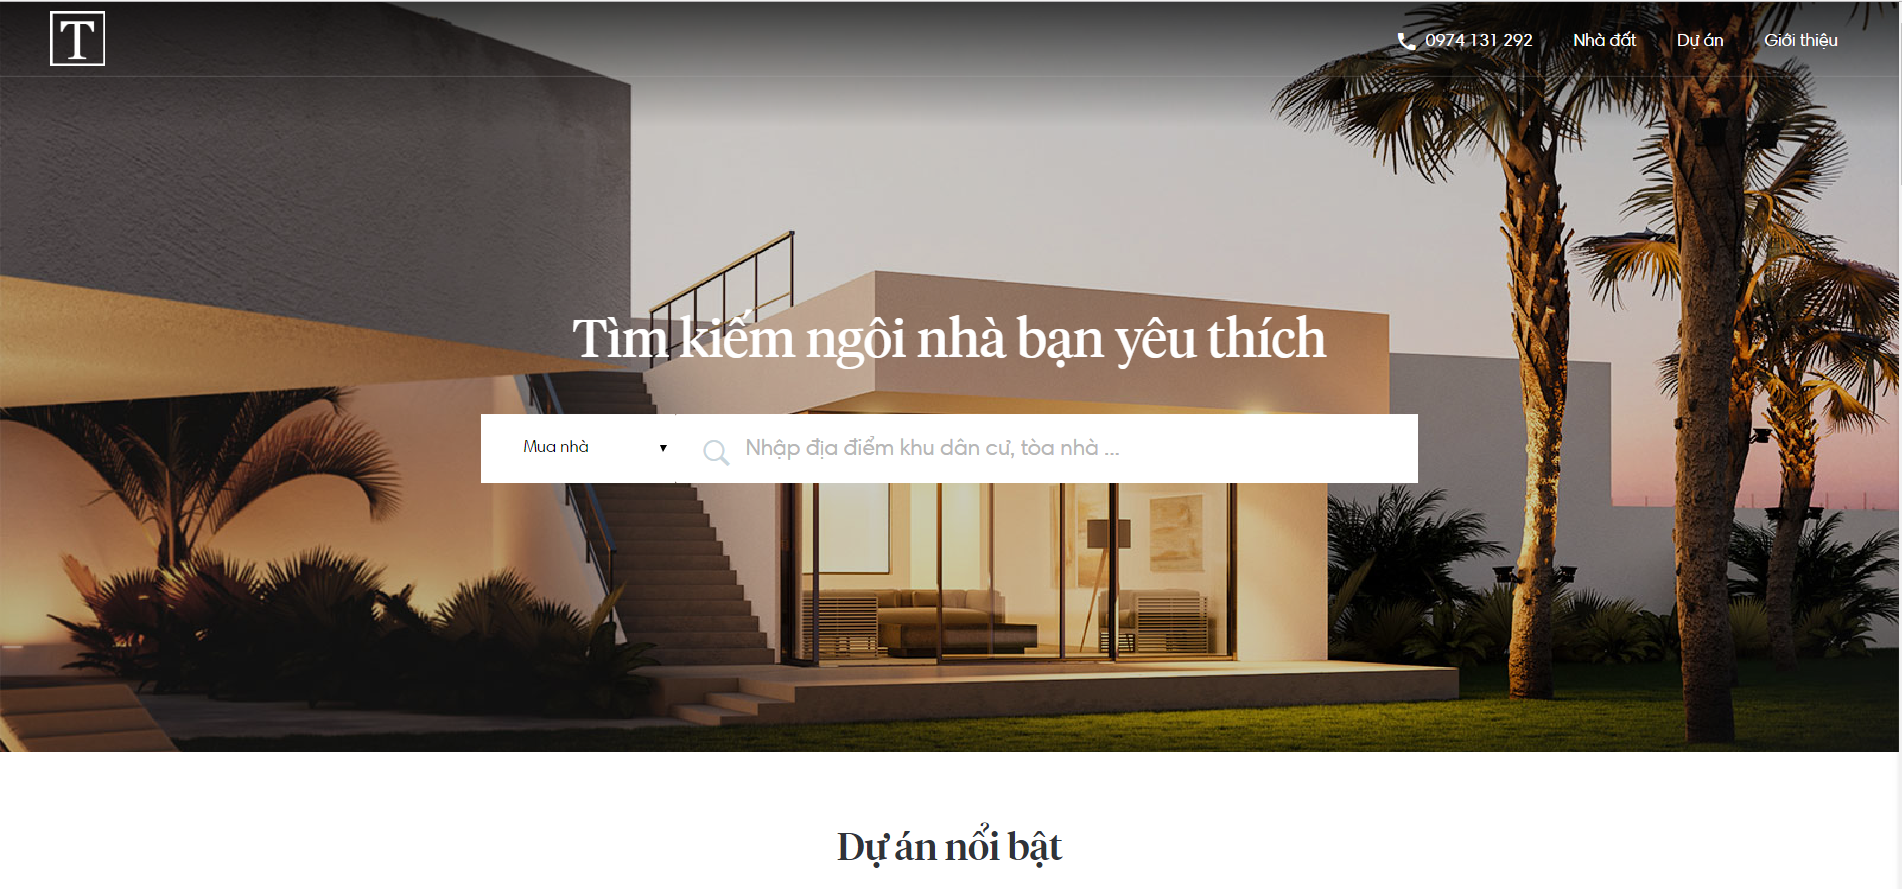 T
0974 131 292 Nhà đất Dự án Giới thiệu
Tìm kiếm ngôi nhà bạn yêu thích
Mua nhà Nhập địa điểm khu dân cư, tòa nhà ...
Dự án nổi bật